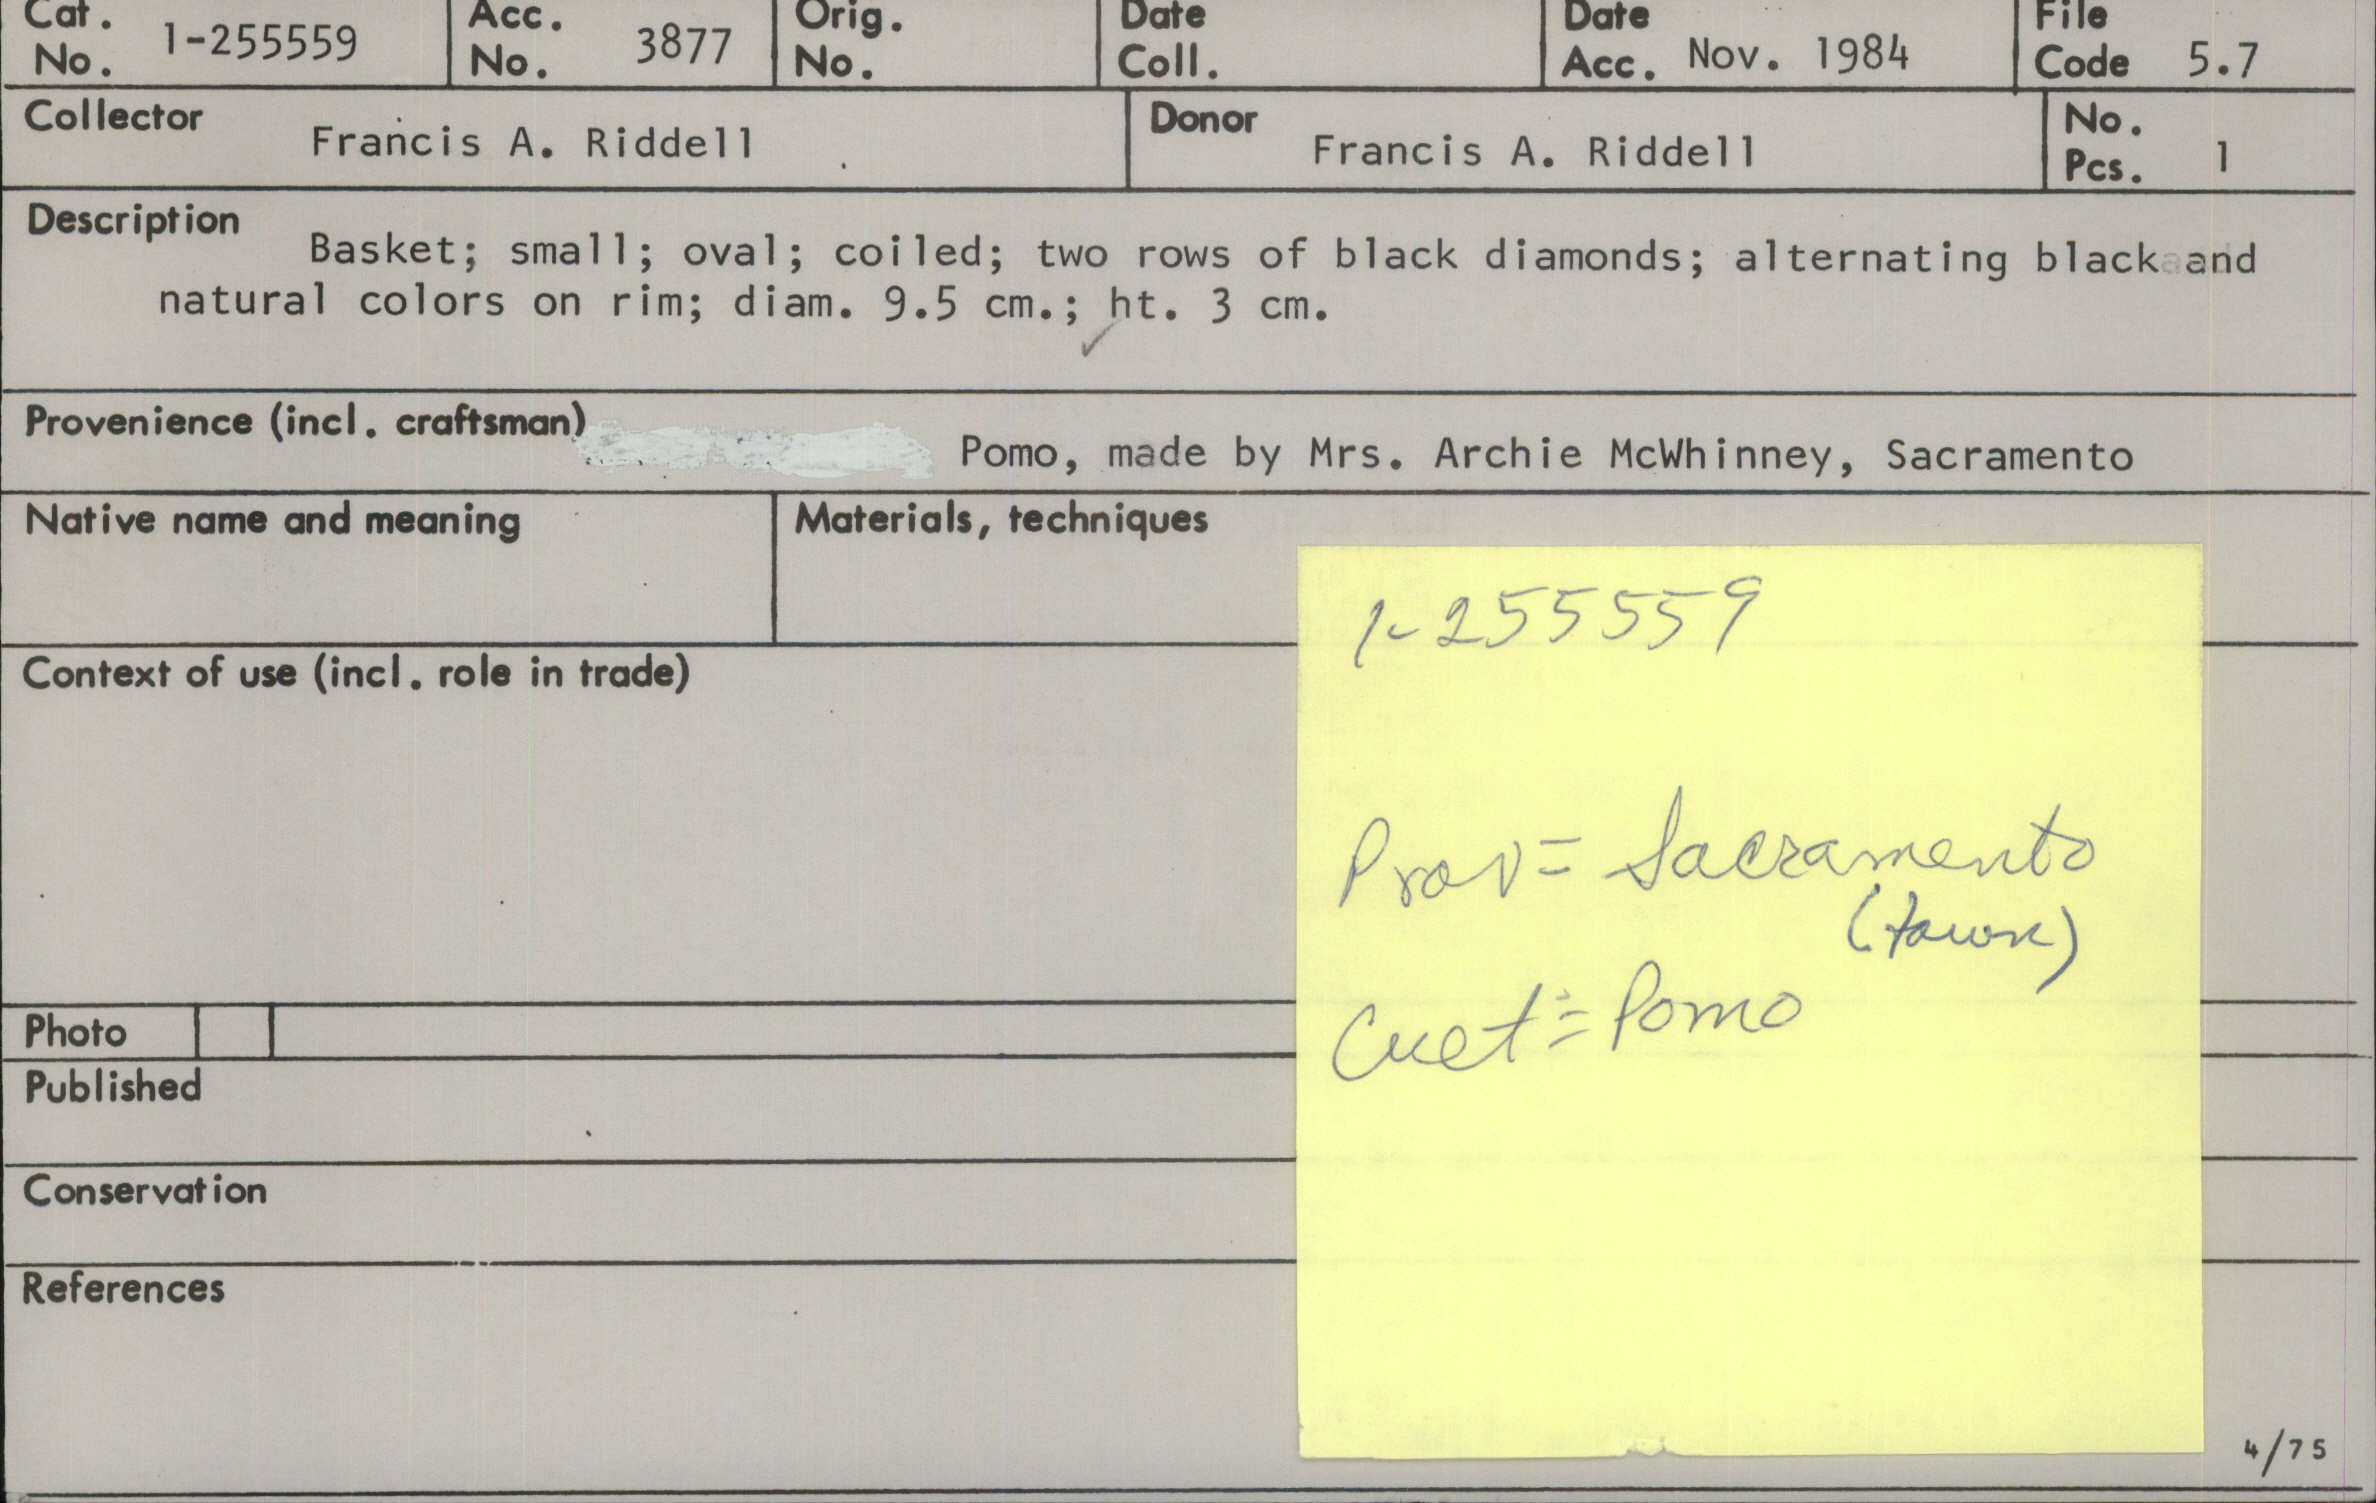 Cat. No. 1-255559 Acc. No. 3877 Orig. No. Date Coll. Date Acc. Nov. 1984 File Code 5.7
Collector Francis A. Riddell Donor Francis A. Riddell No. Pcs. 1
Description Basket; small; oval; coiled; two rows of black diamonds; alternating black and
natural colors on rim; diam. 9.5 cm.; ht. 3 cm.
Provenience (incl. craftsman) Pomo, made by Mrs. Archie McWhinney, Sacramento
Native name and meaning Materials, techniques
1-255559
Context of use (incl. role in trade)
Prov = Sacramento
(town)
Cult = Pomo
Photo
Published
Conservation
References
4/75